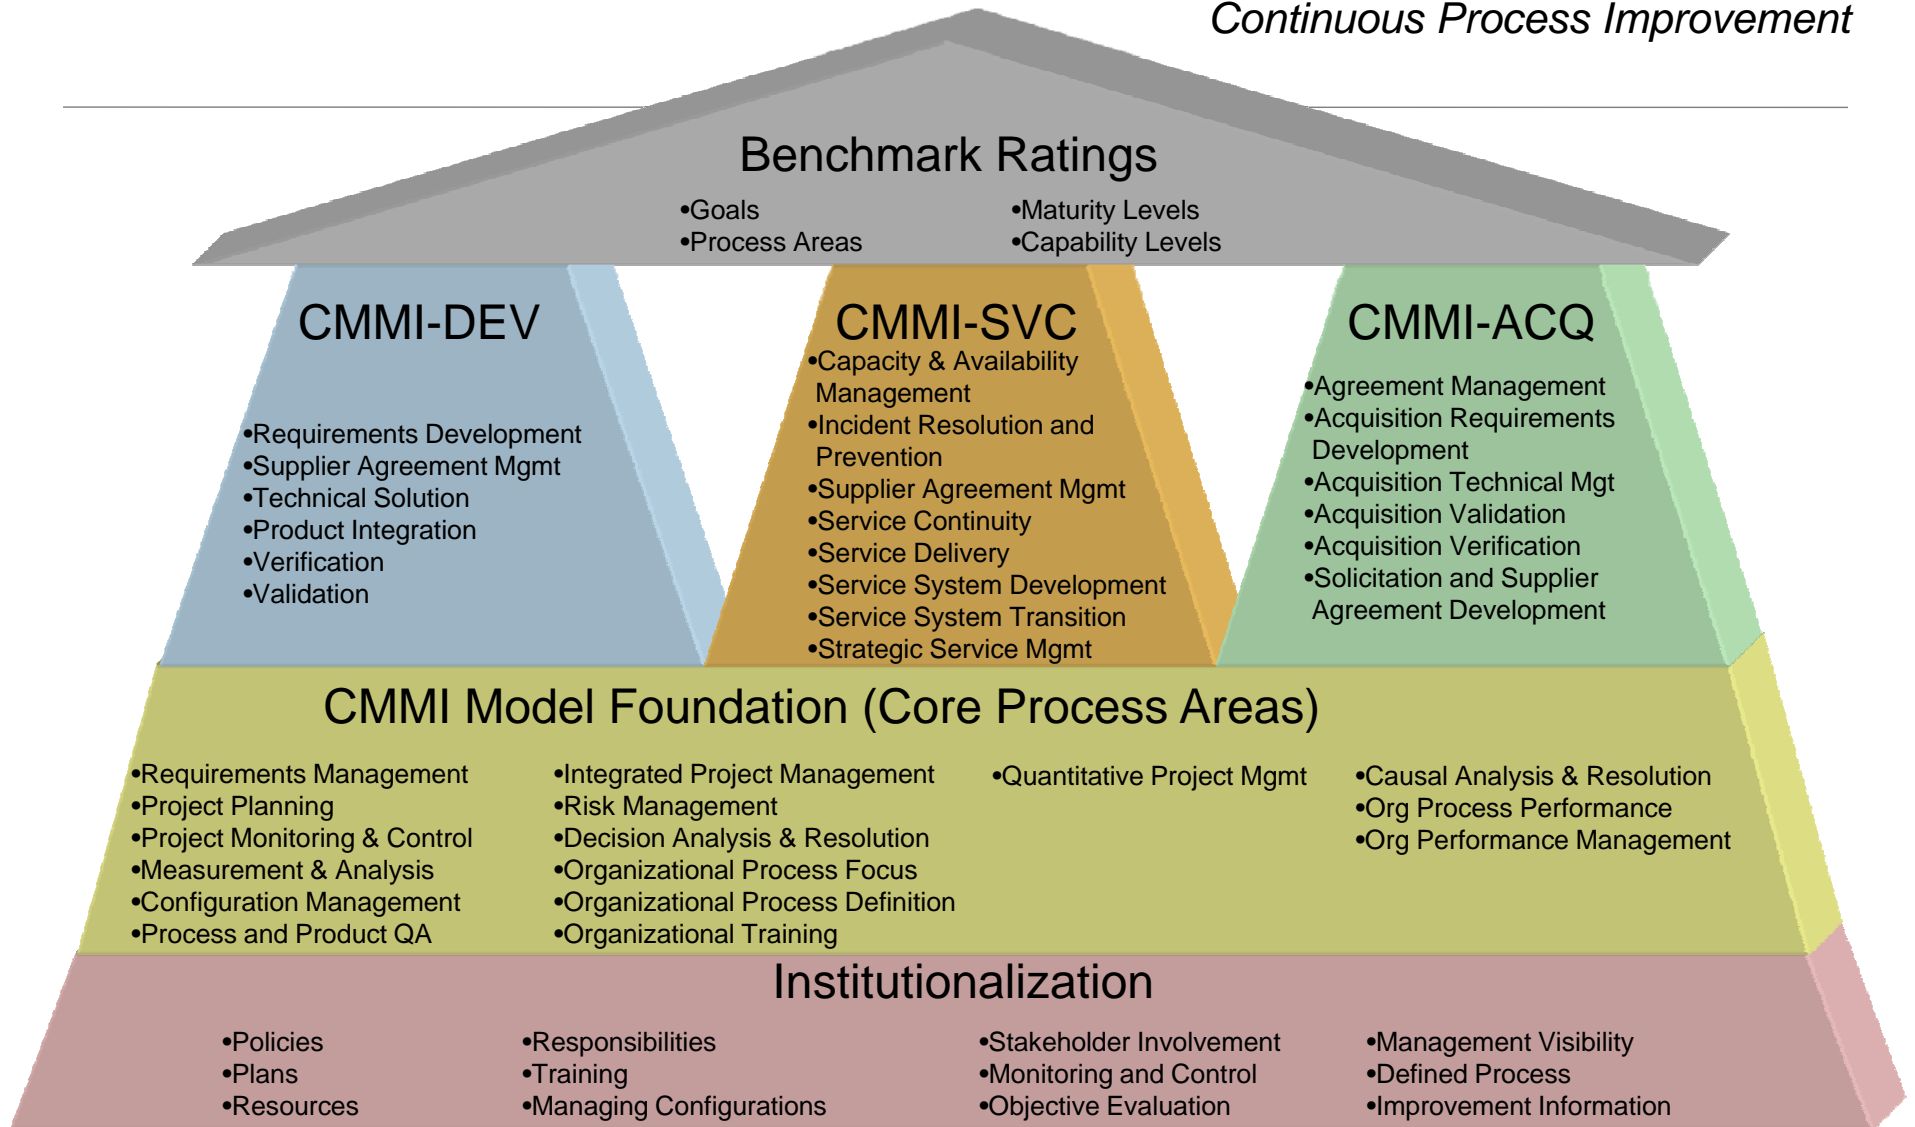 Continuous Process Improvement
Benchmark Ratings
•Goals
•Process Areas
•Maturity Levels
•Capability Levels
CMMI-DEV
•Requirements Development
•Supplier Agreement Mgmt
•Technical Solution
•Product Integration
•Verification
•Validation
CMMI-SVC
•Capacity & Availability
Management
•Incident Resolution and
Prevention
•Supplier Agreement Mgmt
•Service Continuity
•Service Delivery
•Service System Development
•Service System Transition
•Strategic Service Mgmt
CMMI-ACQ
•Agreement Management
•Acquisition Requirements
Development
•Acquisition Technical Mgt
•Acquisition Validation
•Acquisition Verification
•Solicitation and Supplier
Agreement Development
CMMI Model Foundation (Core Process Areas)
•Requirements Management
•Project Planning
•Project Monitoring & Control
•Measurement & Analysis
•Configuration Management
•Process and Product QA
•Integrated Project Management
•Risk Management
•Decision Analysis & Resolution
•Organizational Process Focus
•Organizational Process Definition
•Organizational Training
•Quantitative Project Mgmt
•Causal Analysis & Resolution
•Org Process Performance
•Org Performance Management
Institutionalization
•Policies
•Plans
•Resources
•Responsibilities
•Training
•Managing Configurations
•Stakeholder Involvement
•Monitoring and Control
•Objective Evaluation
•Management Visibility
•Defined Process
•Improvement Information